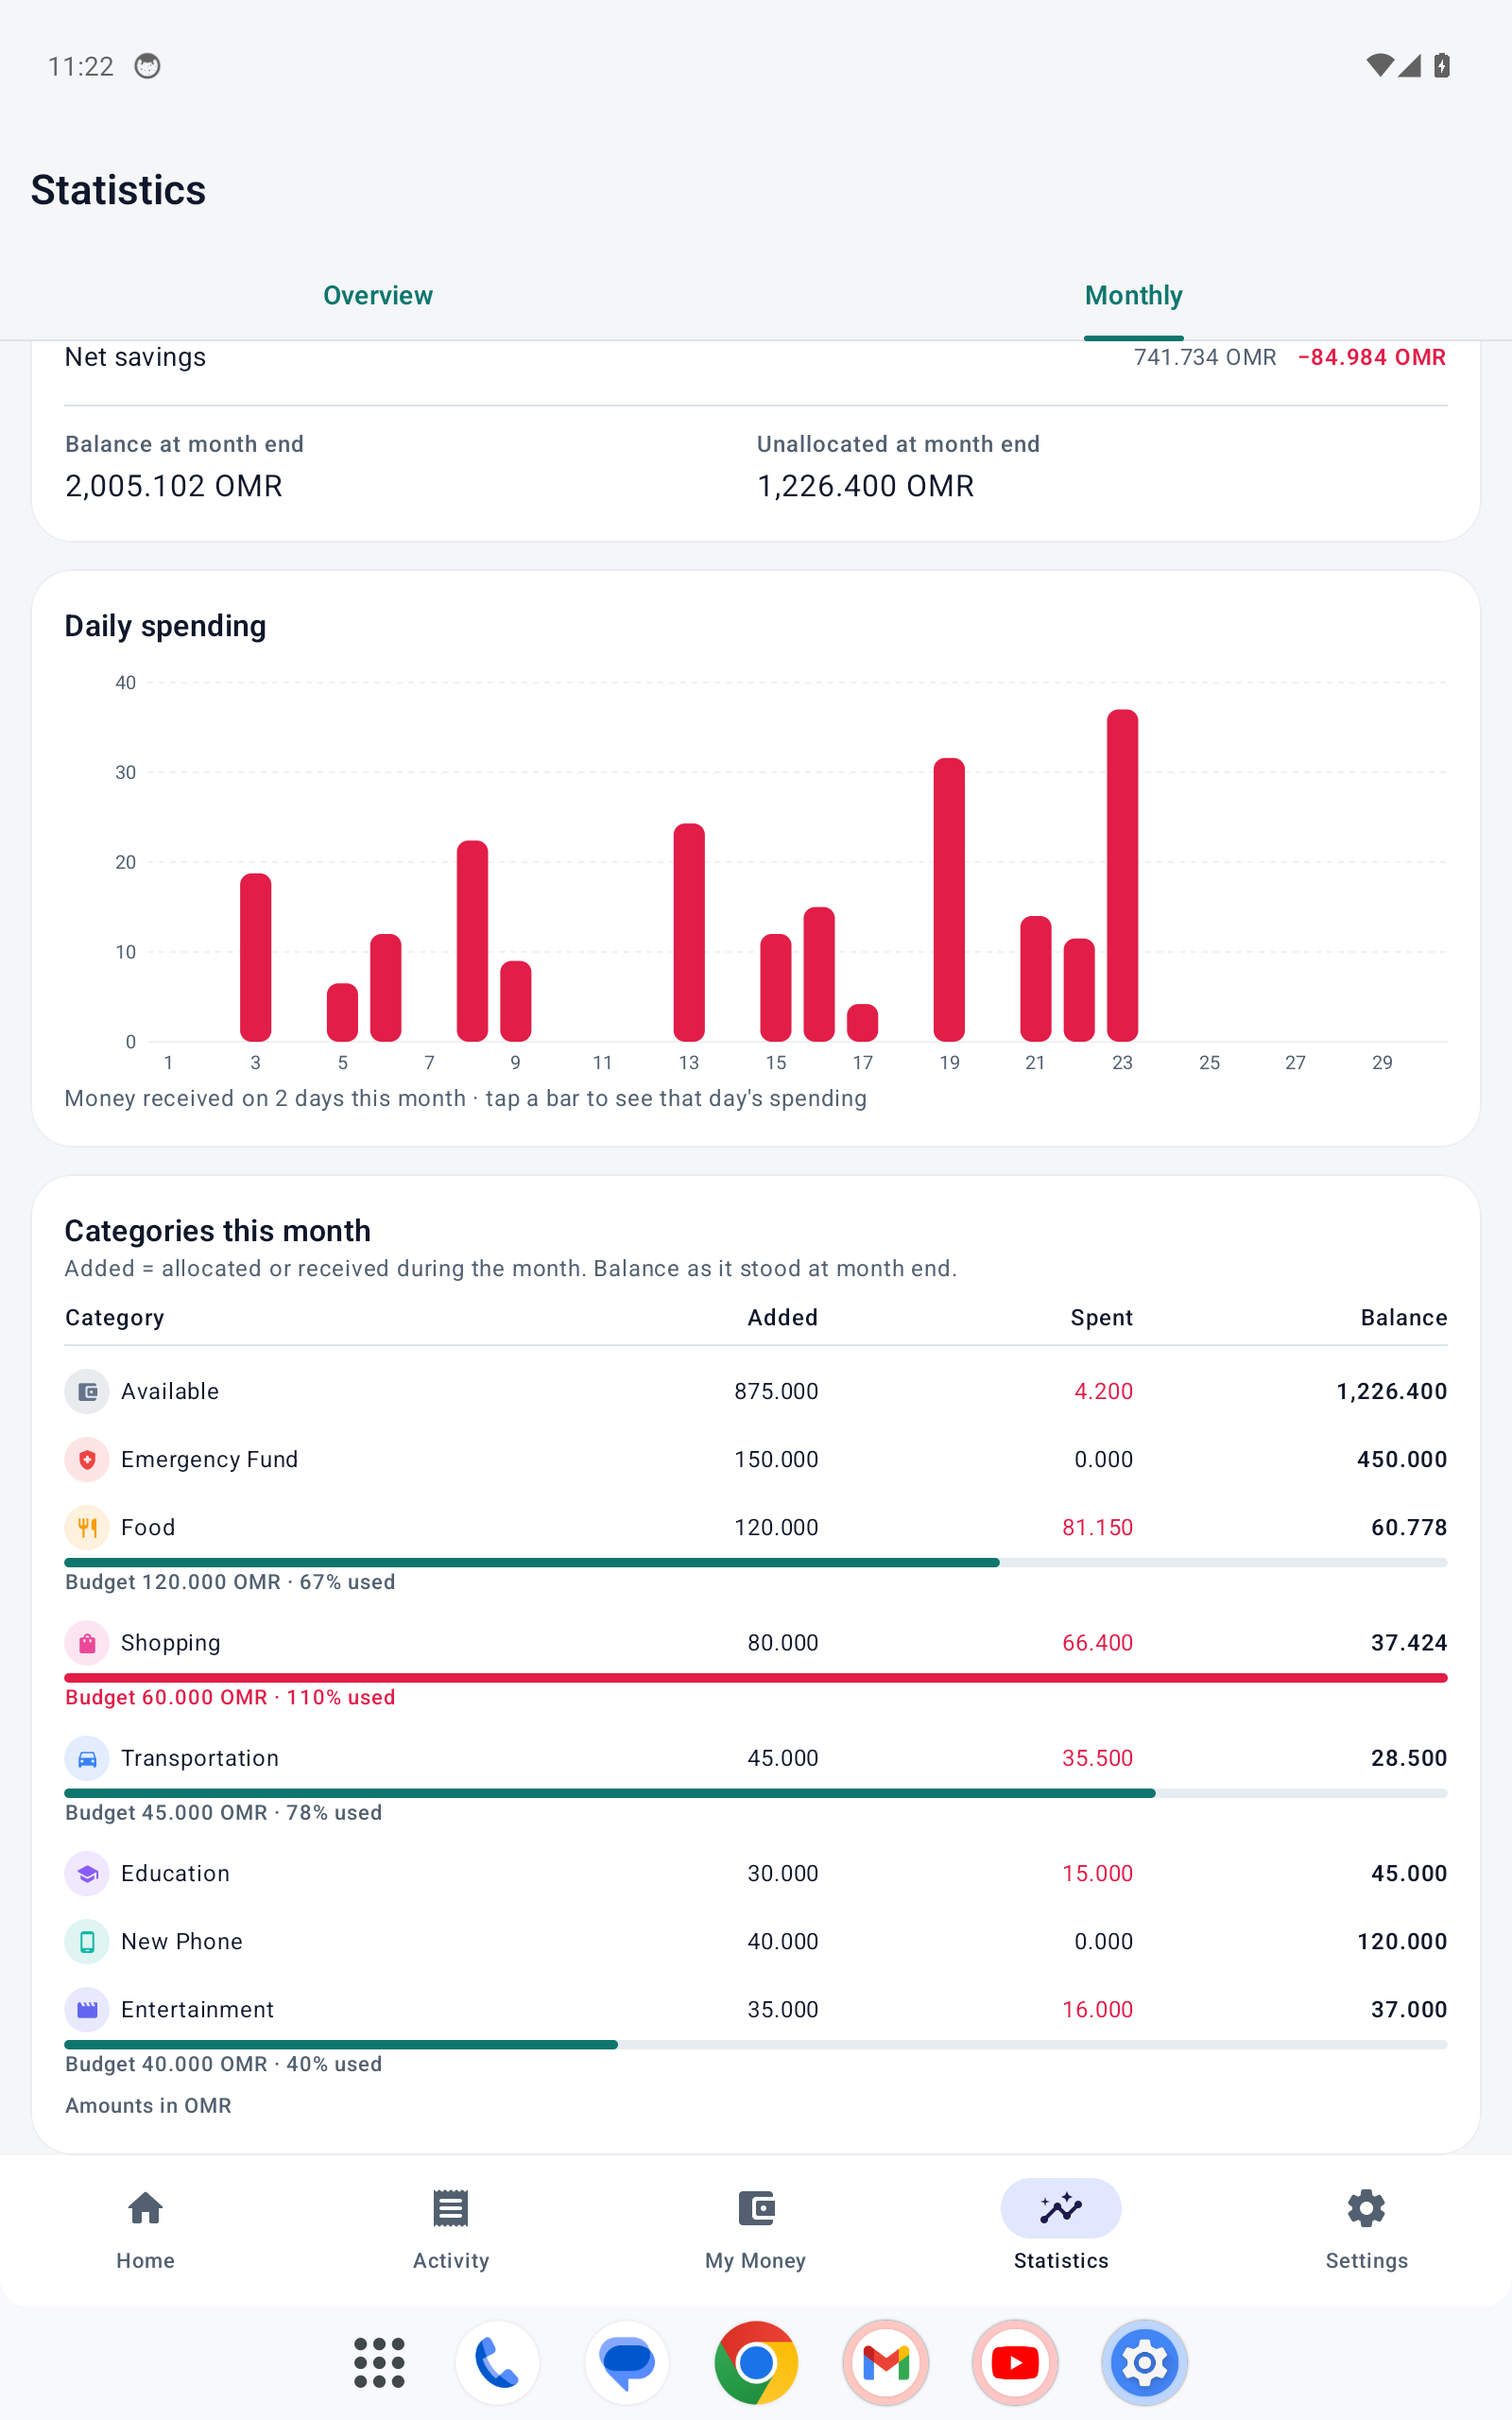 11:22
Statistics
Overview Monthly
Net savings 741.734 OMR −84.984 OMR
Balance at month end Unallocated at month end
2,005.102 OMR 1,226.400 OMR
Daily spending
40
30
20
10
0
1 3 5 7 9 11 13 15 17 19 21 23 25 27 29
Money received on 2 days this month · tap a bar to see that day's spending
Categories this month
Added = allocated or received during the month. Balance as it stood at month end.
Category Added Spent Balance
Available 875.000 4.200 1,226.400
Emergency Fund 150.000 0.000 450.000
Food 120.000 81.150 60.778
Budget 120.000 OMR · 67% used
Shopping 80.000 66.400 37.424
Budget 60.000 OMR · 110% used
Transportation 45.000 35.500 28.500
Budget 45.000 OMR · 78% used
Education 30.000 15.000 45.000
New Phone 40.000 0.000 120.000
Entertainment 35.000 16.000 37.000
Budget 40.000 OMR · 40% used
Amounts in OMR
Home Activity My Money Statistics Settings